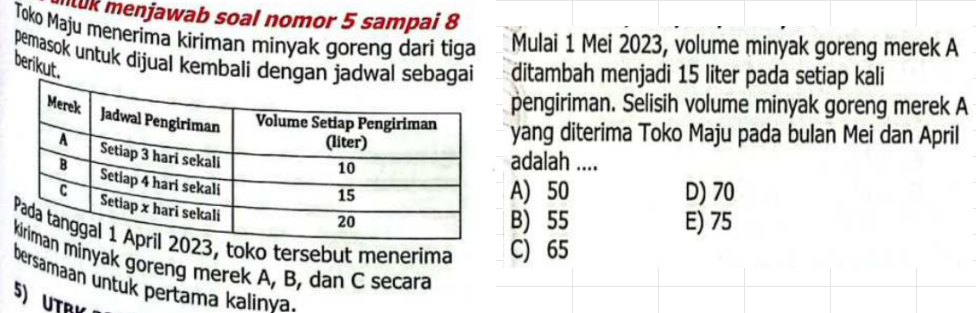 untuk menjawab soal nomor 5 sampai 8
Toko Maju menerima kiriman minyak goreng dari tiga
pemasok untuk dijual kembali dengan jadwal sebagai
berikut.
Merek Jadwal Pengiriman Volume Setiap Pengiriman
(liter)
A Setiap 3 hari sekali 10
B Setiap 4 hari sekali 15
C Setiap x hari sekali 20
Pada tanggal 1 April 2023, toko tersebut menerima
kiriman minyak goreng merek A, B, dan C secara
bersamaan untuk pertama kalinya.
5)
Mulai 1 Mei 2023, volume minyak goreng merek A
ditambah menjadi 15 liter pada setiap kali
pengiriman. Selisih volume minyak goreng merek A
yang diterima Toko Maju pada bulan Mei dan April
adalah ....
A) 50 D) 70
B) 55 E) 75
C) 65